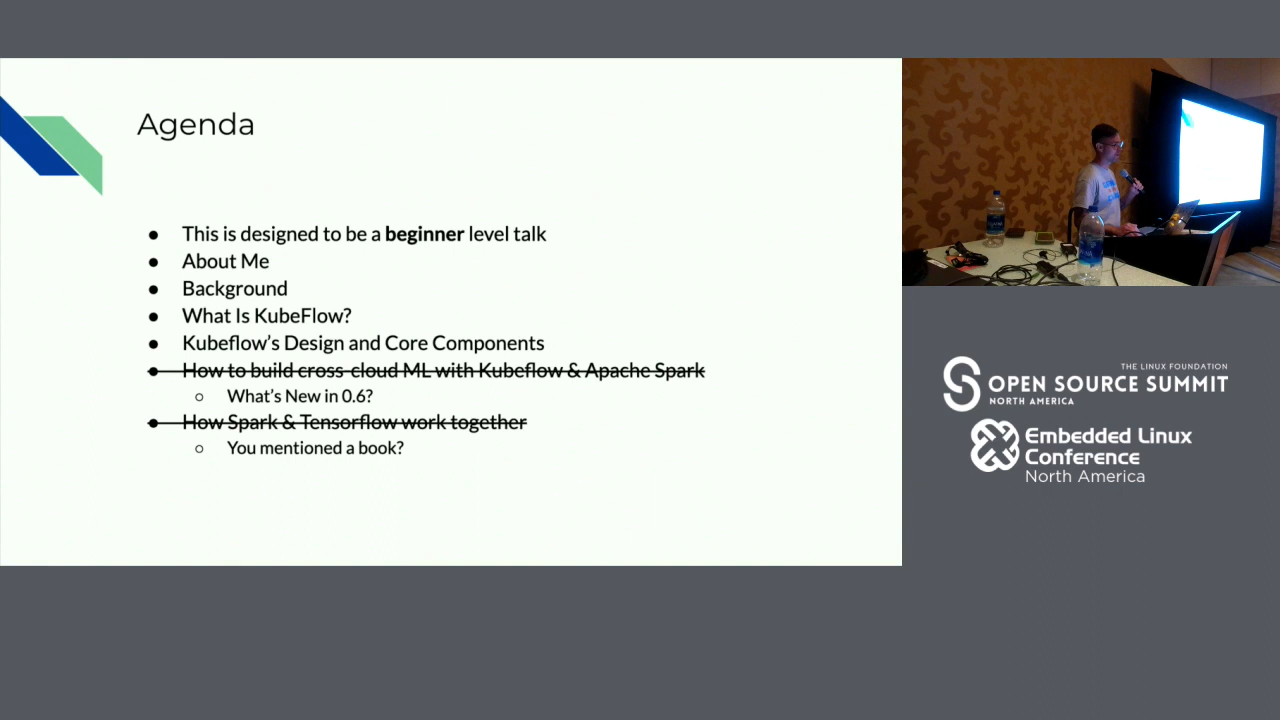 Agenda
● This is designed to be a beginner level talk
● About Me
● Background
● What Is KubeFlow?
● Kubeflow's Design and Core Components
● How to build cross-cloud ML with Kubeflow & Apache Spark
○ What's New in 0.6?
● How Spark & Tensorflow work together
○ You mentioned a book?
THE LINUX FOUNDATION
OPEN SOURCE SUMMIT
NORTH AMERICA
Embedded Linux
Conference
North America